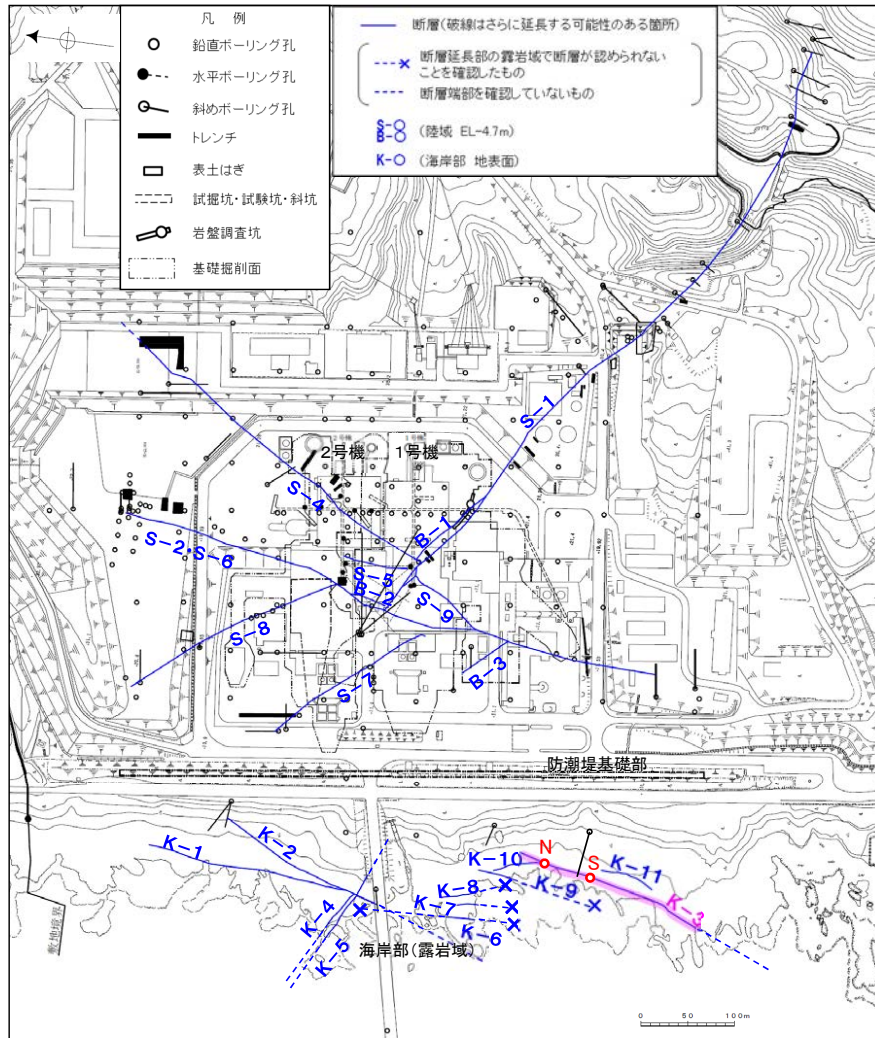 凡 例
鉛直ボーリング孔
水平ボーリング孔
斜めボーリング孔
トレンチ
表土はぎ
試掘坑・試験坑・斜坑
岩盤調査坑
基礎掘削面
断層(破線はさらに延長する可能性のある箇所)
断層延長部の露岩域で断層が認められない
ことを確認したもの
断層端部を確認していないもの
S-○
B-○
(陸域 EL-4.7m)
K-○
(海岸部 地表面)
S-1
2号機
1号機
S-4
B-1
S-2・S-6
S-5
B-2
S-9
S-8
S-7
B-3
防潮堤基礎部
K-1
K-2
K-10
N
S
K-11
K-8
K-9
K-3
K-7
K-4
K-5
K-6
海岸部(露岩域)
敷地境界
0 50 100m